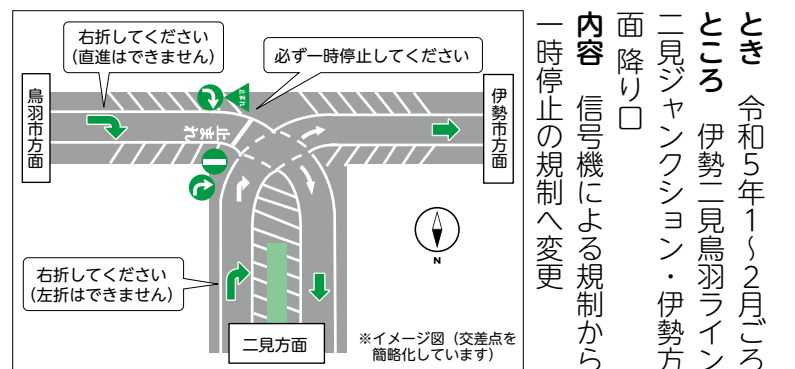 とき　令和5年1～2月ごろ
ところ　伊勢二見鳥羽ライン
二見ジャンクション・伊勢方
面 降り口
内容　信号機による規制から
一時停止の規制へ変更
右折してください
(直進はできません)
必ず一時停止してください
鳥羽市方面
止まれ
止まれ
伊勢市方面
右折してください
(左折はできません)
二見方面
N
※イメージ図（交差点を
簡略化しています）